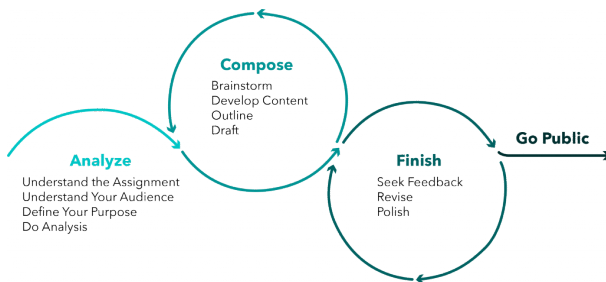 Analyze
Understand the Assignment
Understand Your Audience
Define Your Purpose
Do Analysis
Compose
Brainstorm
Develop Content
Outline
Draft
Finish
Seek Feedback
Revise
Polish
Go Public